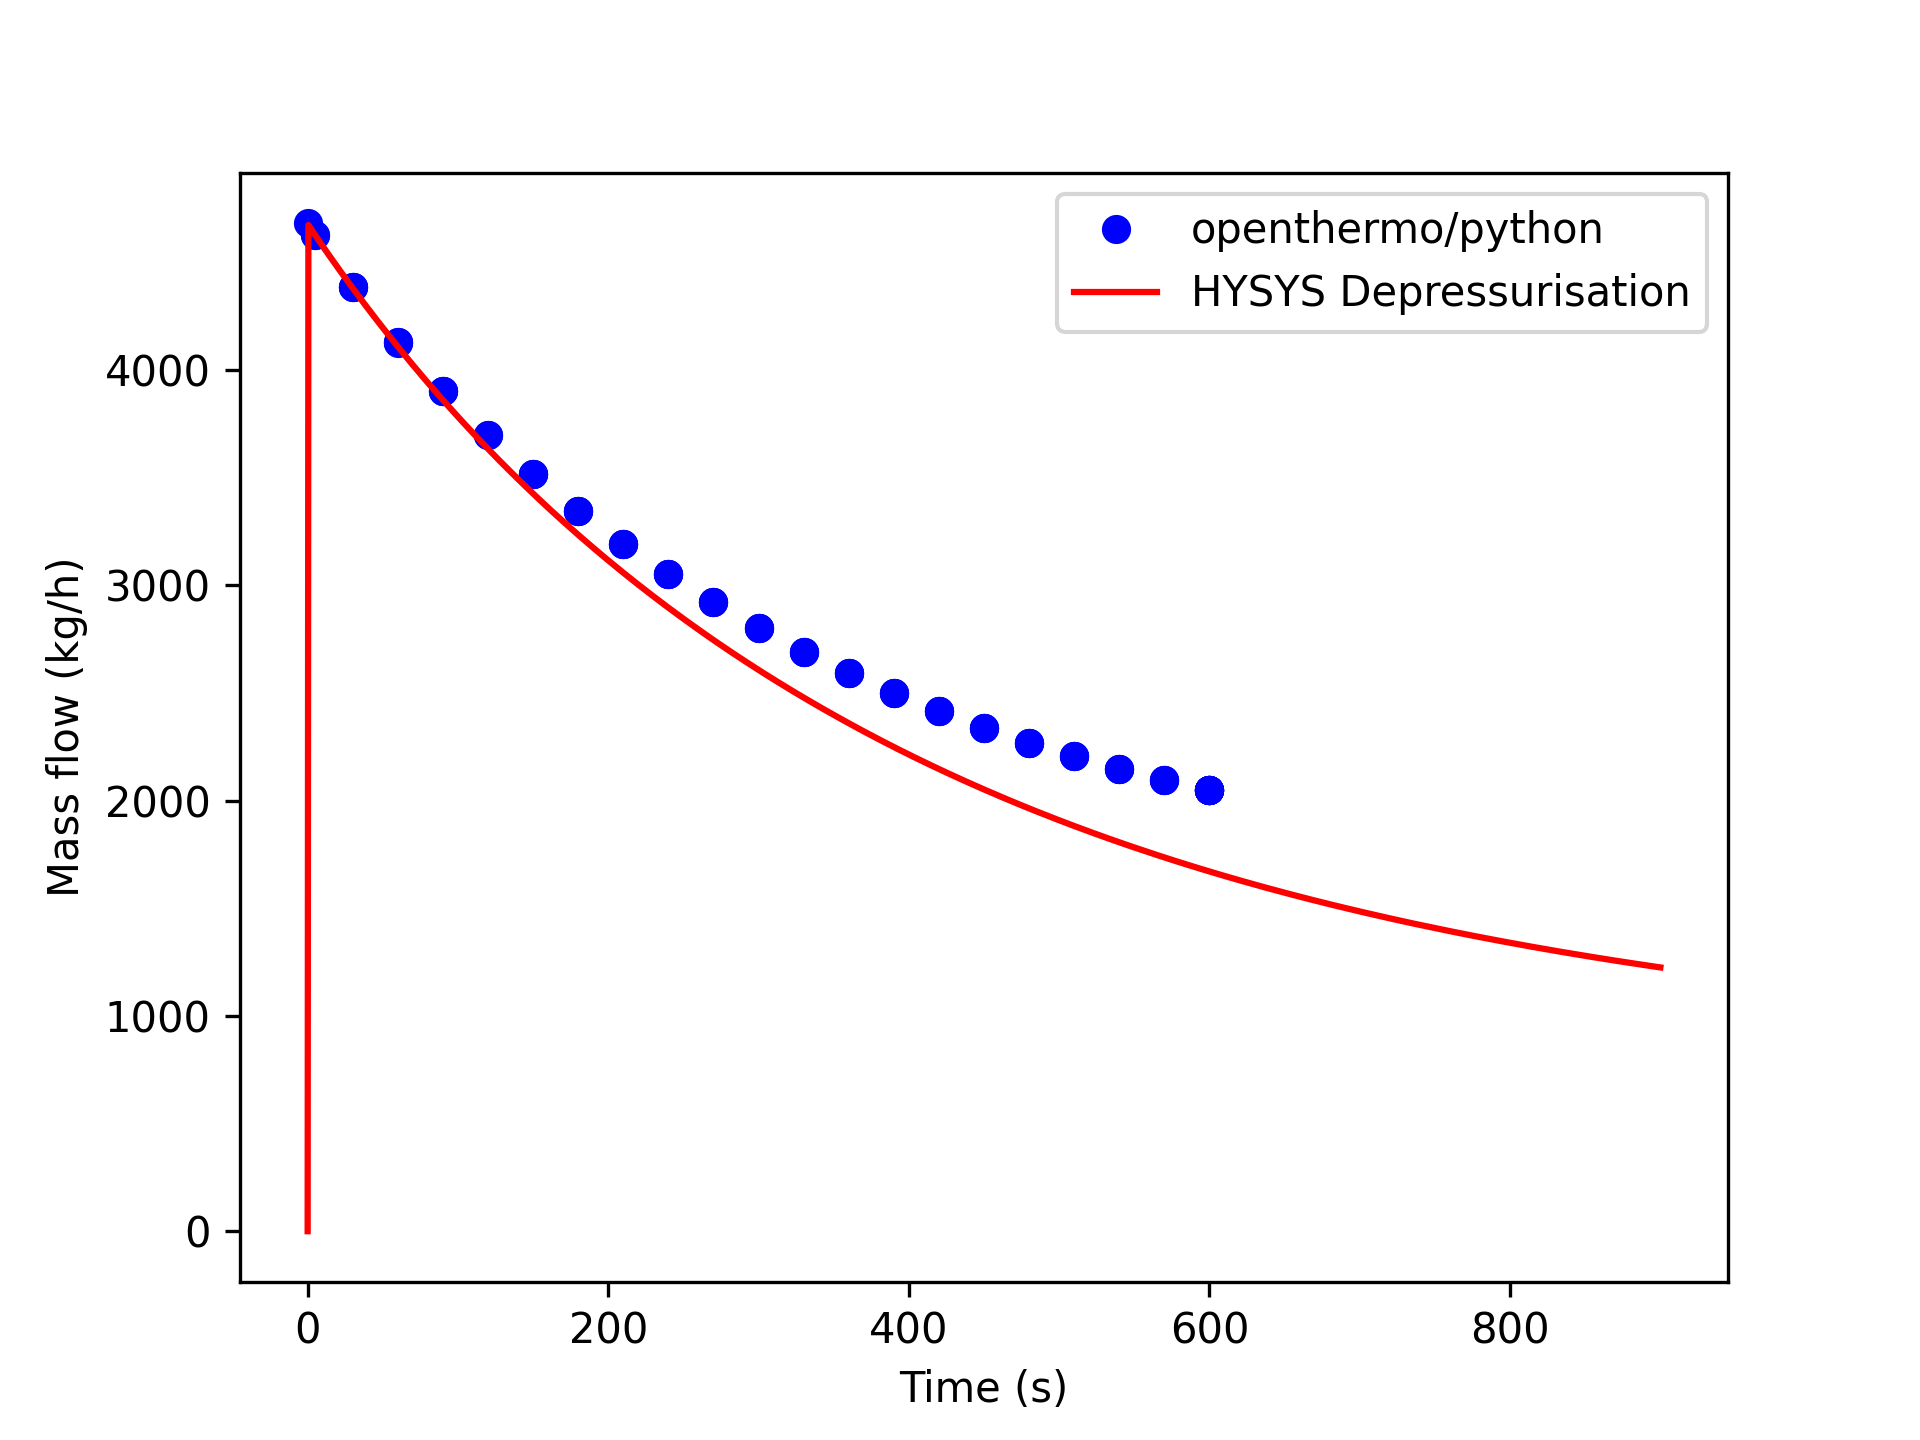 openthermo/python
HYSYS Depressurisation
Mass flow (kg/h)
4000
3000
2000
1000
0
0 200 400 600 800
Time (s)